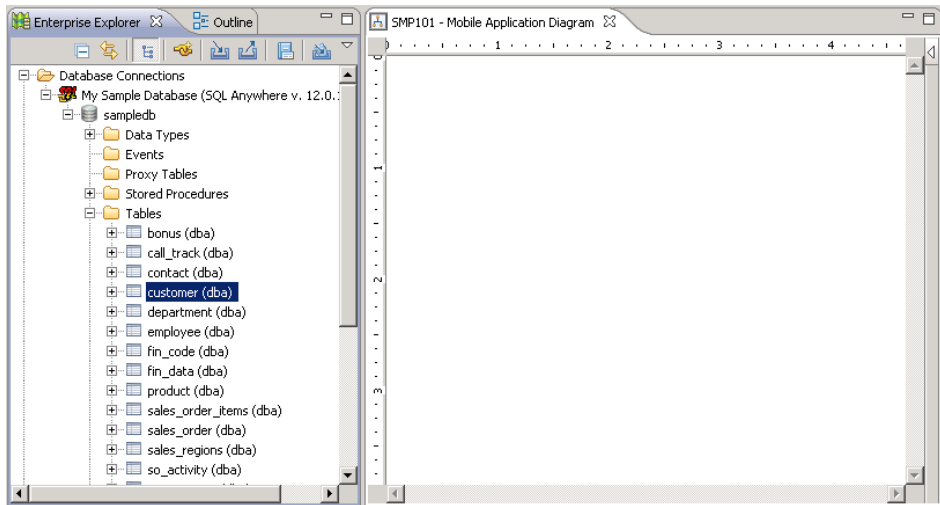 Enterprise Explorer
Outline
SMP101 - Mobile Application Diagram
1 2 3 4
Database Connections
My Sample Database (SQL Anywhere v. 12.0.
sampledb
Data Types
Events
Proxy Tables
Stored Procedures
Tables
bonus (dba)
call_track (dba)
contact (dba)
customer (dba)
department (dba)
employee (dba)
fin_code (dba)
fin_data (dba)
product (dba)
sales_order_items (dba)
sales_order (dba)
sales_regions (dba)
so_activity (dba)
1
2
3